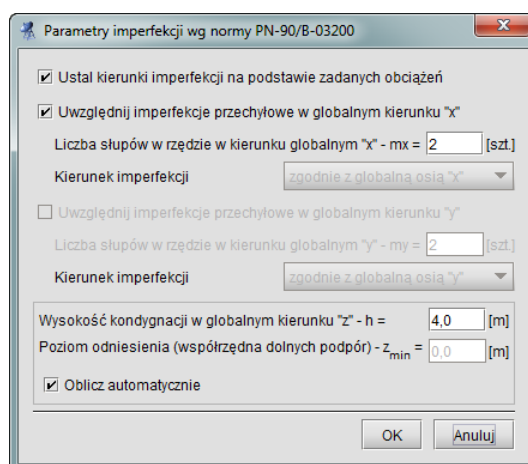 Parametry imperfekcji wg normy PN-90/B-03200
Ustal kierunki imperfekcji na podstawie zadanych obciążeń
Uwzględnij imperfekcje przechyłowe w globalnym kierunku "x"
Liczba słupów w rzędzie w kierunku globalnym "x" - mx = 2 [szt.]
Kierunek imperfekcji zgodnie z globalną osią "x"
Uwzględnij imperfekcje przechyłowe w globalnym kierunku "y"
Liczba słupów w rzędzie w kierunku globalnym "y" - my = 2 [szt.]
Kierunek imperfekcji zgodnie z globalną osią "y"
Wysokość kondygnacji w globalnym kierunku "z" - h = 4,0 [m]
Poziom odniesienia (współrzędna dolnych podpór) - zmin = 0,0 [m]
Oblicz automatycznie
OK Anuluj